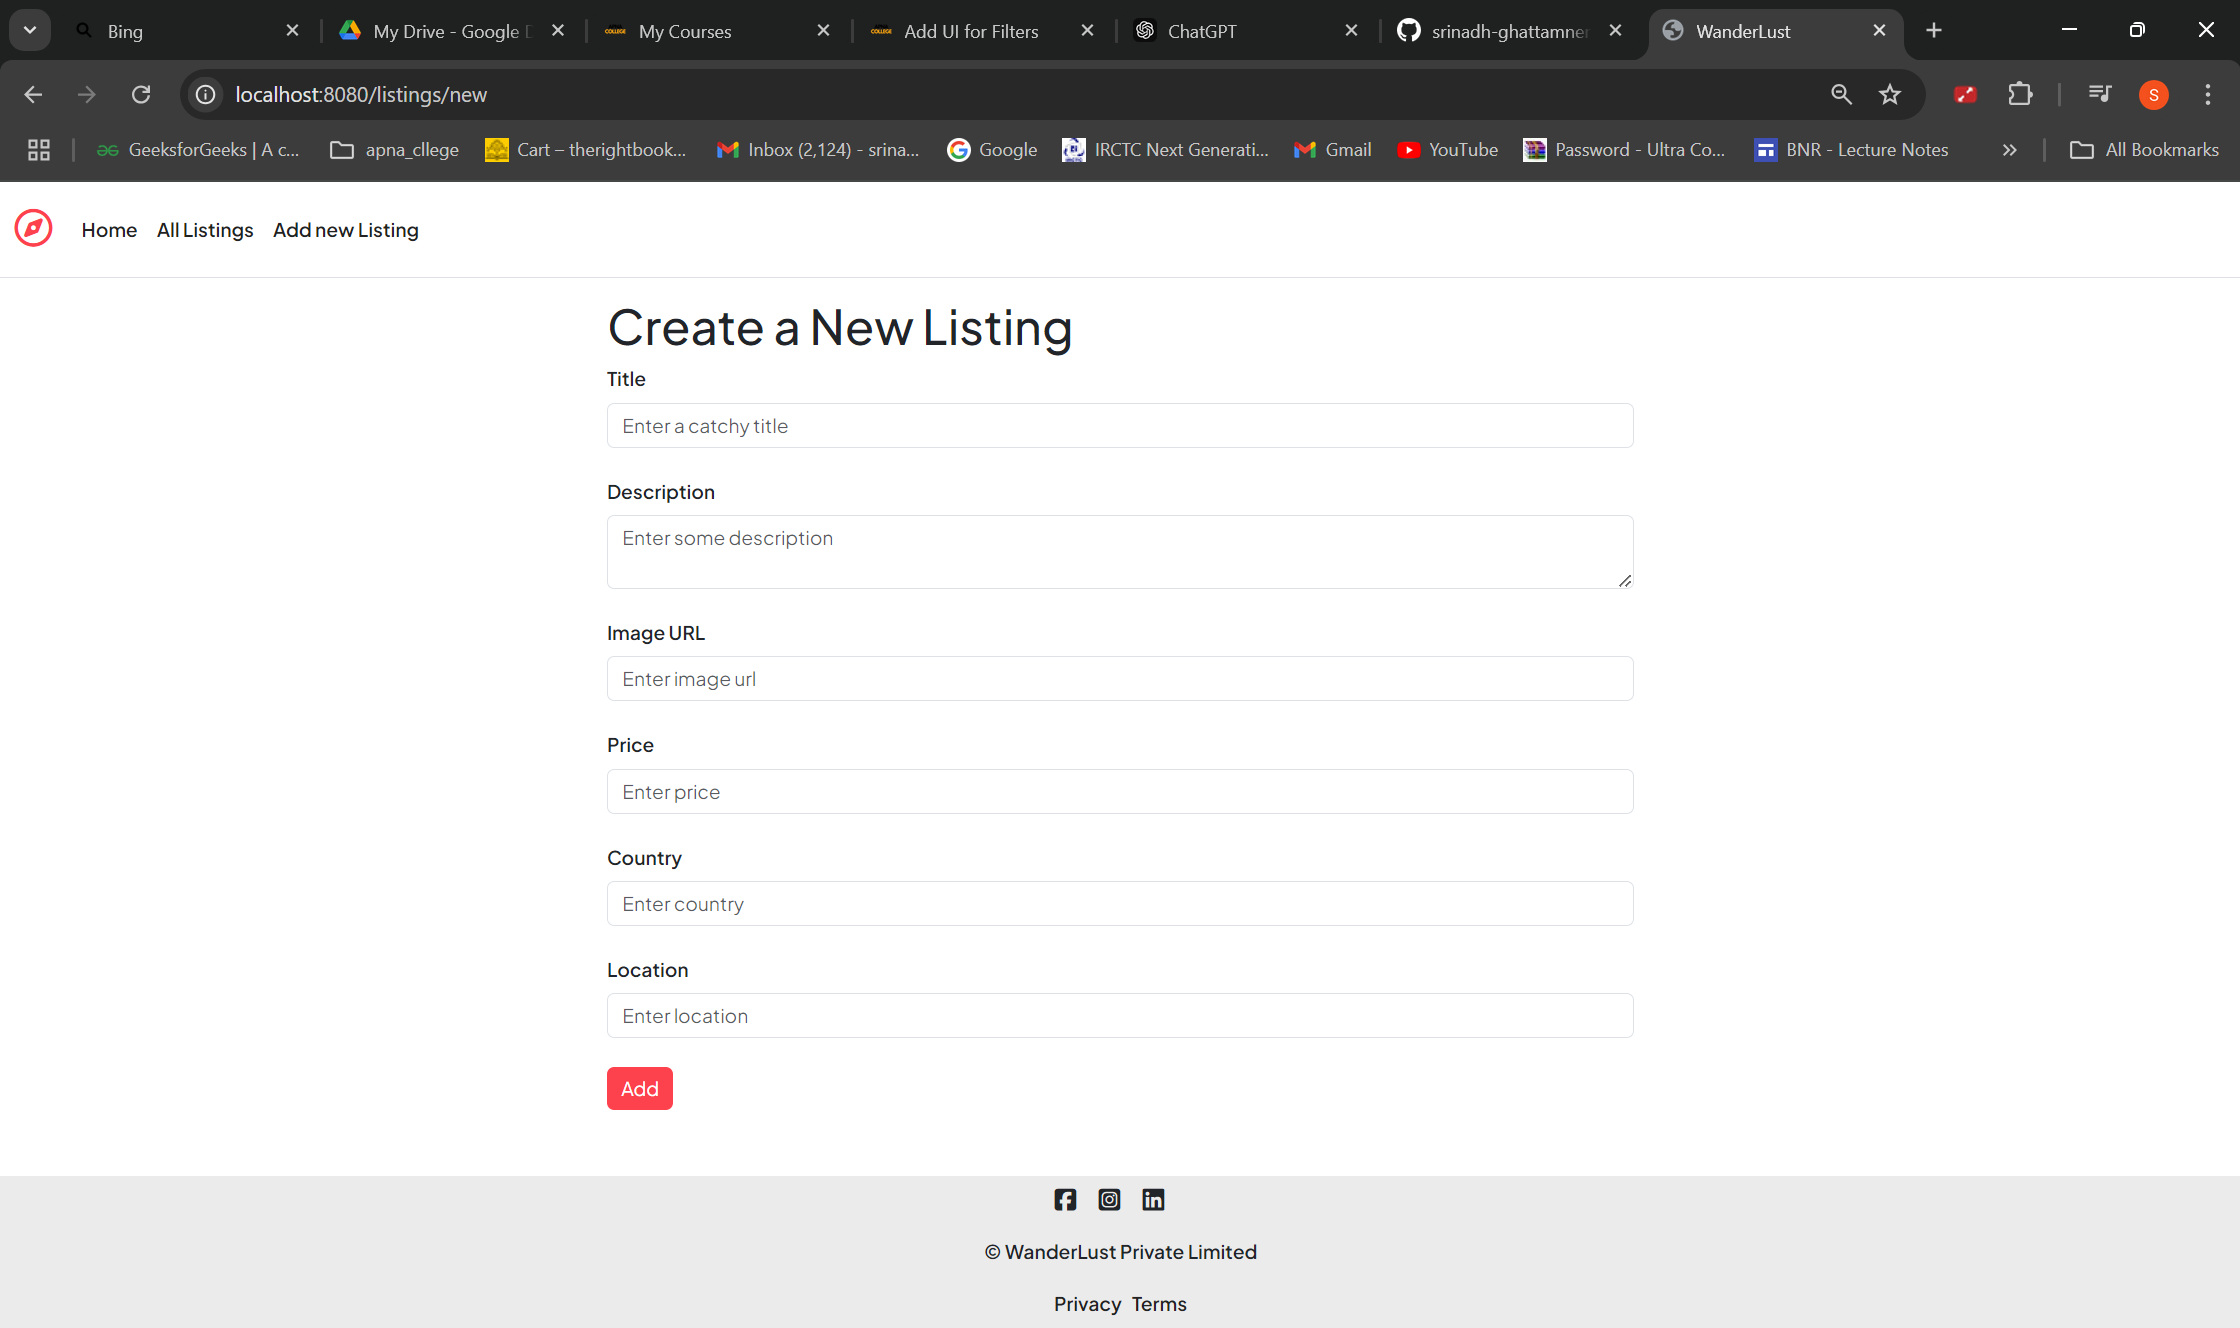 Bing
My Drive - Google D
My Courses
Add UI for Filters
ChatGPT
srinadh-ghattamner
WanderLust
localhost:8080/listings/new
S
GeeksforGeeks | A c...
apna_cllege
Cart – therightbook...
Inbox (2,124) - srina...
Google
IRCTC Next Generati...
Gmail
YouTube
Password - Ultra Co...
BNR - Lecture Notes
All Bookmarks
Home All Listings Add new Listing
Create a New Listing
Title
Enter a catchy title
Description
Enter some description
Image URL
Enter image url
Price
Enter price
Country
Enter country
Location
Enter location
Add
© WanderLust Private Limited
Privacy Terms